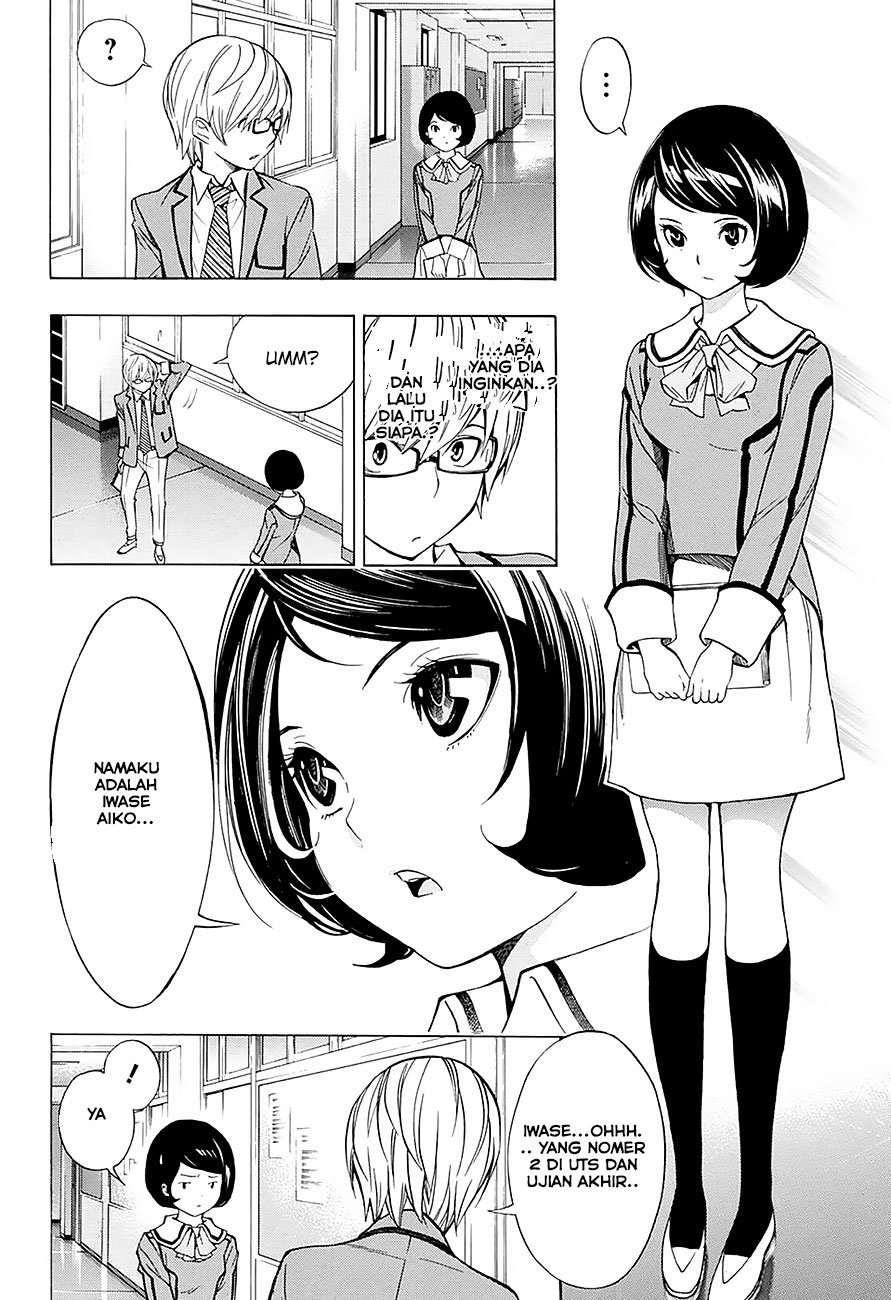 ...
?
...APA
YANG DIA
INGINKAN..?
DAN
LALU
DIA ITU
SIAPA.?
UMM?
NAMAKU
ADALAH
IWASE
AIKO...
IWASE...OHHH.
.. YANG NOMER
2 DI UTS DAN
UJIAN AKHIR..
!
YA